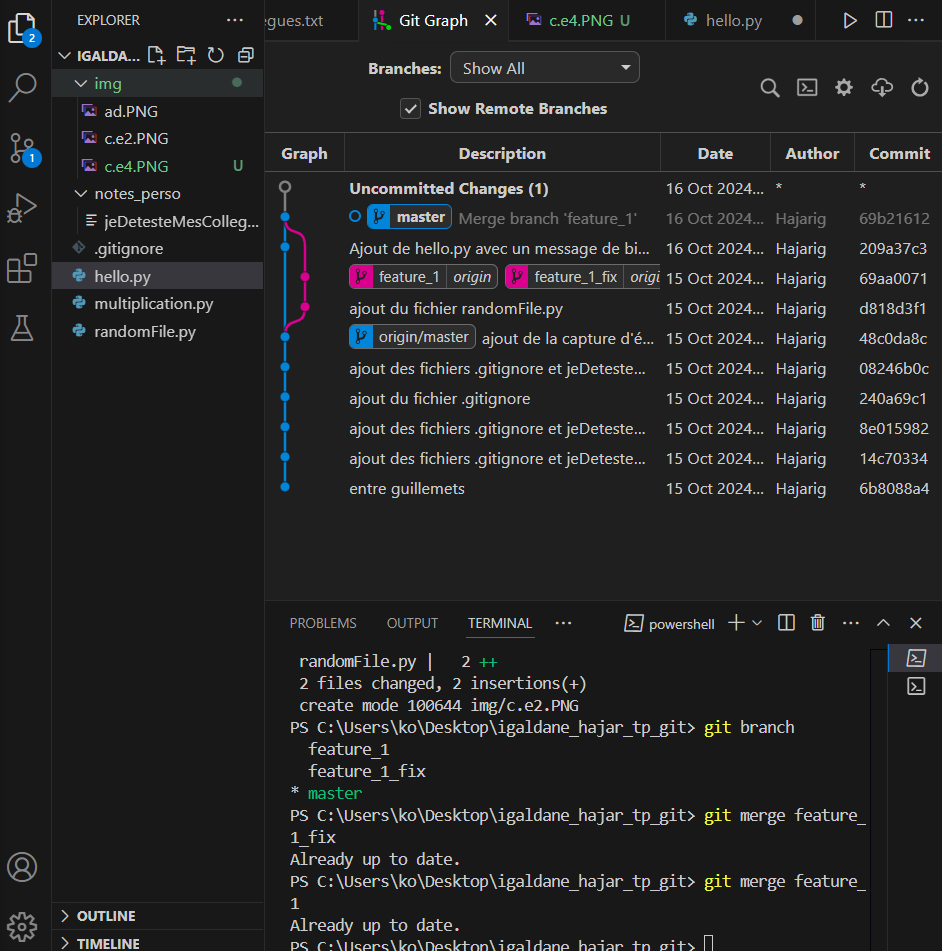 2
1
EXPLORER ...
IGALDA...
img
ad.PNG
c.e2.PNG
c.e4.PNG U
notes_perso
jeDetesteMesColleg...
.gitignore
hello.py
multiplication.py
randomFile.py
OUTLINE
TIMELINE
egues.txt Git Graph c.e4.PNG U hello.py ...
Branches: Show All
Show Remote Branches
Graph Description Date Author Commit
Uncommitted Changes (1) 16 Oct 2024... * *
master Merge branch 'feature_1' 16 Oct 2024... Hajarig 69b21612
Ajout de hello.py avec un message de bi... 16 Oct 2024... Hajarig 209a37c3
feature_1 origin feature_1_fix origi 15 Oct 2024... Hajarig 69aa0071
ajout du fichier randomFile.py 15 Oct 2024... Hajarig d818d3f1
origin/master ajout de la capture d'é... 15 Oct 2024... Hajarig 48c0da8c
ajout des fichiers .gitignore et jeDeteste... 15 Oct 2024... Hajarig 08246b0c
ajout du fichier .gitignore 15 Oct 2024... Hajarig 240a69c1
ajout des fichiers .gitignore et jeDeteste... 15 Oct 2024... Hajarig 8e015982
ajout des fichiers .gitignore et jeDeteste... 15 Oct 2024... Hajarig 14c70334
entre guillemets 15 Oct 2024... Hajarig 6b8088a4
PROBLEMS OUTPUT TERMINAL ... powershell ...
randomFile.py | 2 ++
2 files changed, 2 insertions(+)
create mode 100644 img/c.e2.PNG
PS C:\Users\ko\Desktop\igaldane_hajar_tp_git> git branch
feature_1
feature_1_fix
* master
PS C:\Users\ko\Desktop\igaldane_hajar_tp_git> git merge feature_
1_fix
Already up to date.
PS C:\Users\ko\Desktop\igaldane_hajar_tp_git> git merge feature_
1
Already up to date.
PS C:\Users\ko\Desktop\igaldane_hajar_tp_git>